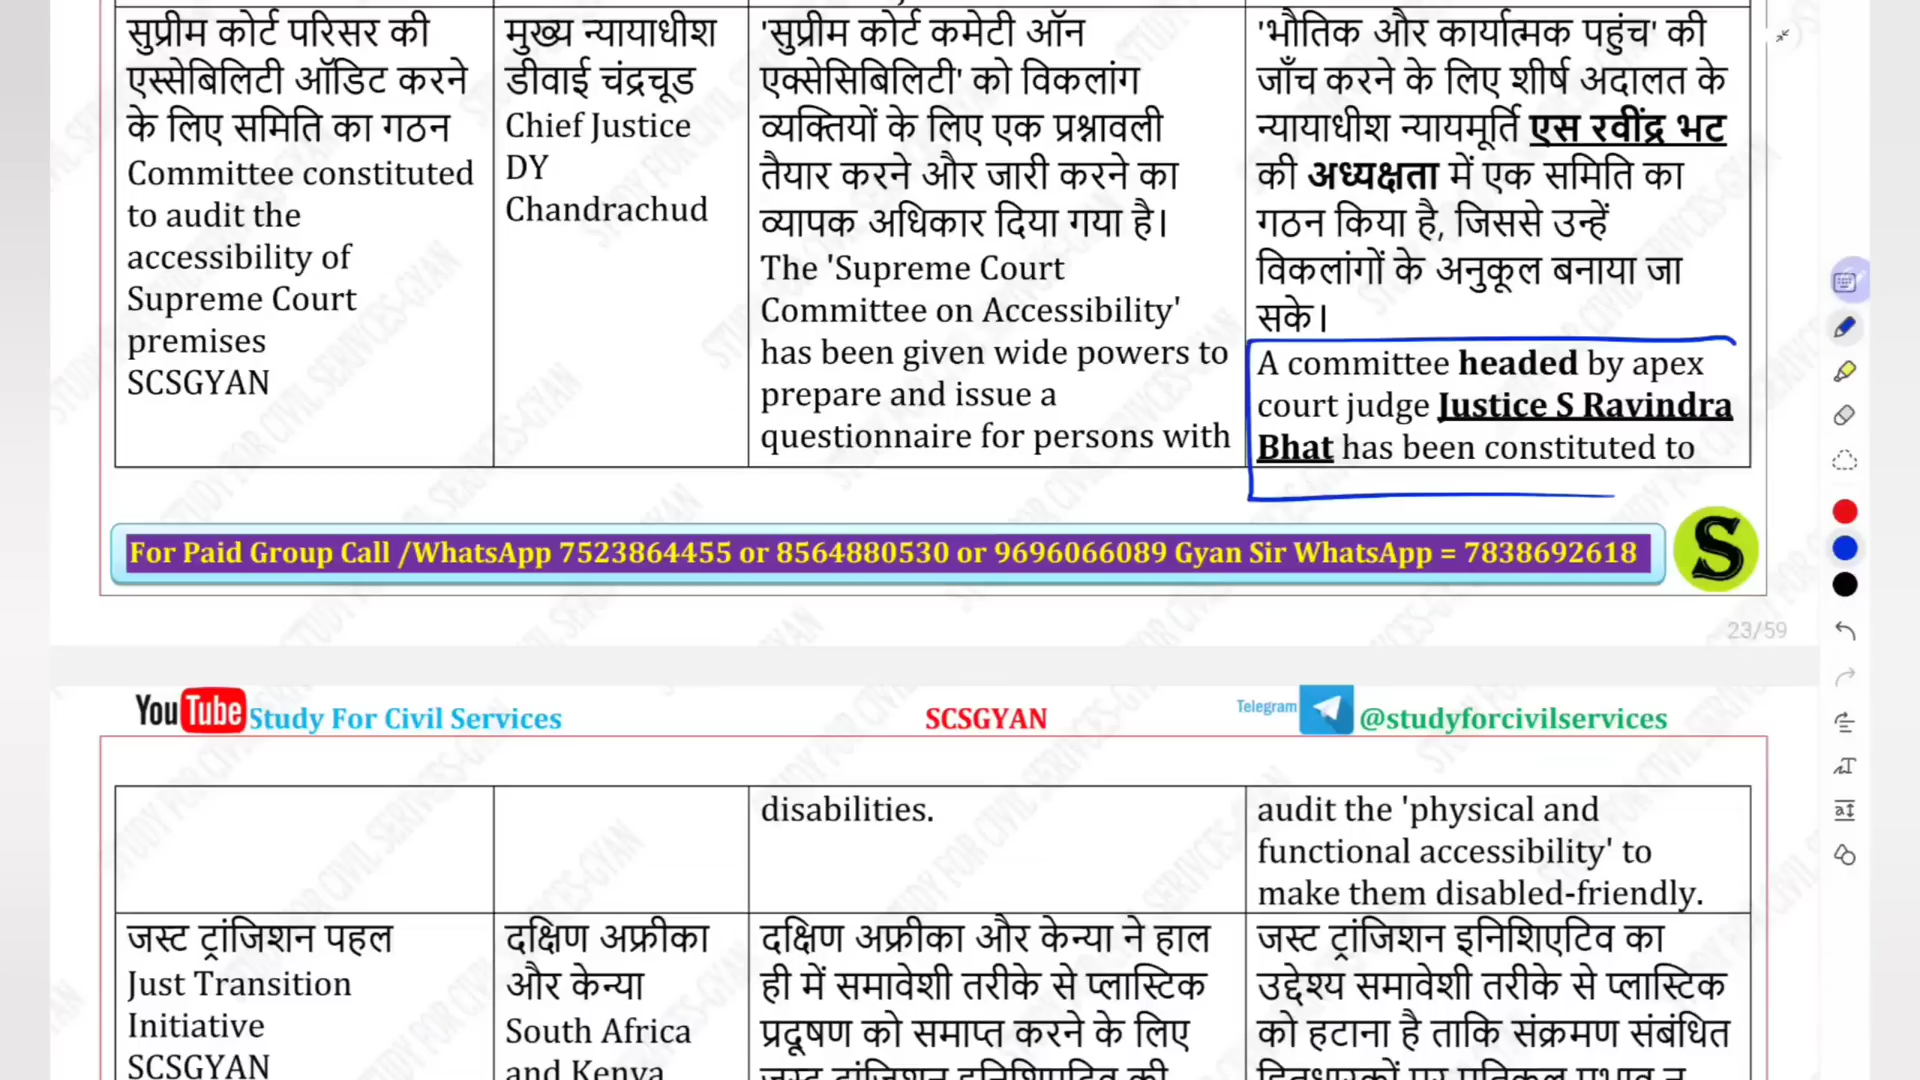 सुप्रीम कोर्ट परिसर की
एस्सेबिलिटी ऑडिट करने
के लिए समिति का गठन
Committee constituted
to audit the
accessibility of
Supreme Court
premises
SCSGYAN
मुख्य न्यायाधीश
डीवाई चंद्रचूड
Chief Justice
DY
Chandrachud
'सुप्रीम कोर्ट कमेटी ऑन
एक्सेसिबिलिटी' को विकलांग
व्यक्तियों के लिए एक प्रश्नावली
तैयार करने और जारी करने का
व्यापक अधिकार दिया गया है।
The 'Supreme Court
Committee on Accessibility'
has been given wide powers to
prepare and issue a
questionnaire for persons with
'भौतिक और कार्यात्मक पहुंच' की
जाँच करने के लिए शीर्ष अदालत के
न्यायाधीश न्यायमूर्ति एस रवींद्र भट
की अध्यक्षता में एक समिति का
गठन किया है, जिससे उन्हें
विकलांगों के अनुकूल बनाया जा
सके।
A committee headed by apex
court judge Justice S Ravindra
Bhat has been constituted to
For Paid Group Call /WhatsApp 7523864455 or 8564880530 or 9696066089 Gyan Sir WhatsApp = 7838692618
S
23/59
YouTube Study For Civil Services
SCSGYAN
Telegram @studyforcivilservices
disabilities.
audit the 'physical and
functional accessibility' to
make them disabled-friendly.
जस्ट ट्रांजिशन पहल
Just Transition
Initiative
SCSGYAN
दक्षिण अफ्रीका
और केन्या
South Africa
and Kenya
दक्षिण अफ्रीका और केन्या ने हाल
ही में समावेशी तरीके से प्लास्टिक
प्रदूषण को समाप्त करने के लिए
जस्ट ट्रांजिशन इनिशिएटिव की
जस्ट ट्रांजिशन इनिशिएटिव का
उद्देश्य समावेशी तरीके से प्लास्टिक
को हटाना है ताकि संक्रमण संबंधित